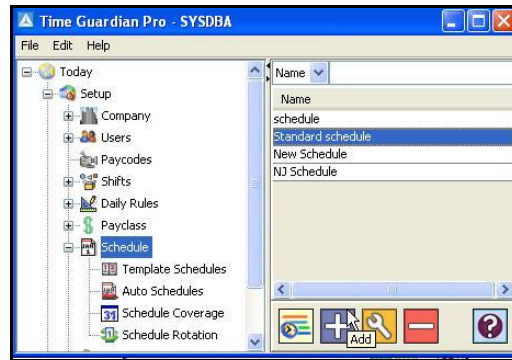 Time Guardian Pro - SYSDBA
File Edit Help
Today
Setup
Company
Users
Paycodes
Shifts
Daily Rules
Payclass
Schedule
Template Schedules
Auto Schedules
31 Schedule Coverage
Schedule Rotation
Name
Name
schedule
Standard schedule
New Schedule
NJ Schedule
Add